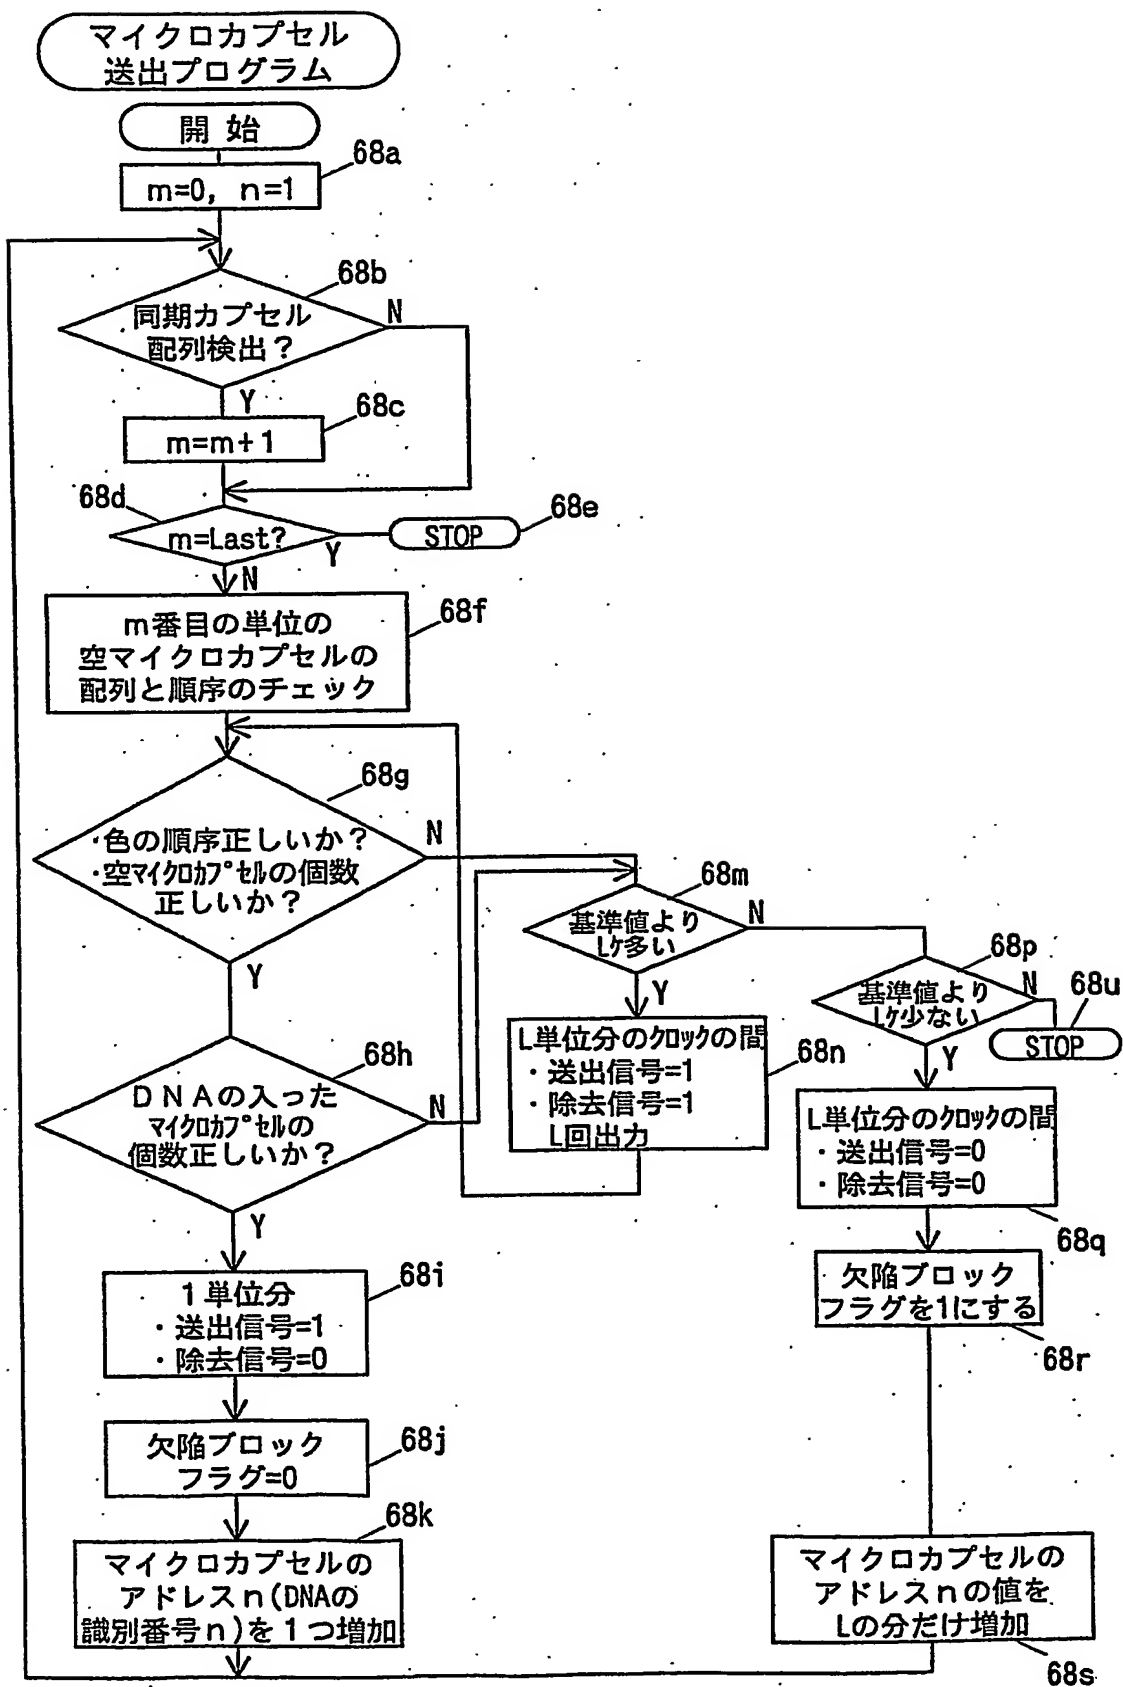 マイクロカプセル
送出プログラム
開 始
68a
m=0, n=1
68b
同期カプセル
配列検出？
N
Y
68c
m=m+1
68d
m=Last?
Y
STOP
68e
N
m番目の単位の
空マイクロカプセルの
配列と順序のチェック
68f
68g
・色の順序正しいか？
・空マイクロカプセルの個数
正しいか？
N
Y
68m
基準値より
Lケ多い
N
Y
68p
基準値より
Lケ少ない
N
Y
68u
STOP
L単位分のクロックの間
・送出信号=1
・除去信号=1
L回出力
68n
68h
DNAの入った
マイクロカプセルの
個数正しいか？
N
Y
L単位分のクロックの間
・送出信号=0
・除去信号=0
68q
欠陥ブロック
フラグを1にする
68r
1単位分
・送出信号=1
・除去信号=0
68i
欠陥ブロック
フラグ=0
68j
68k
マイクロカプセルの
アドレスn(DNAの
識別番号n)を1つ増加
マイクロカプセルの
アドレスnの値を
Lの分だけ増加
68s